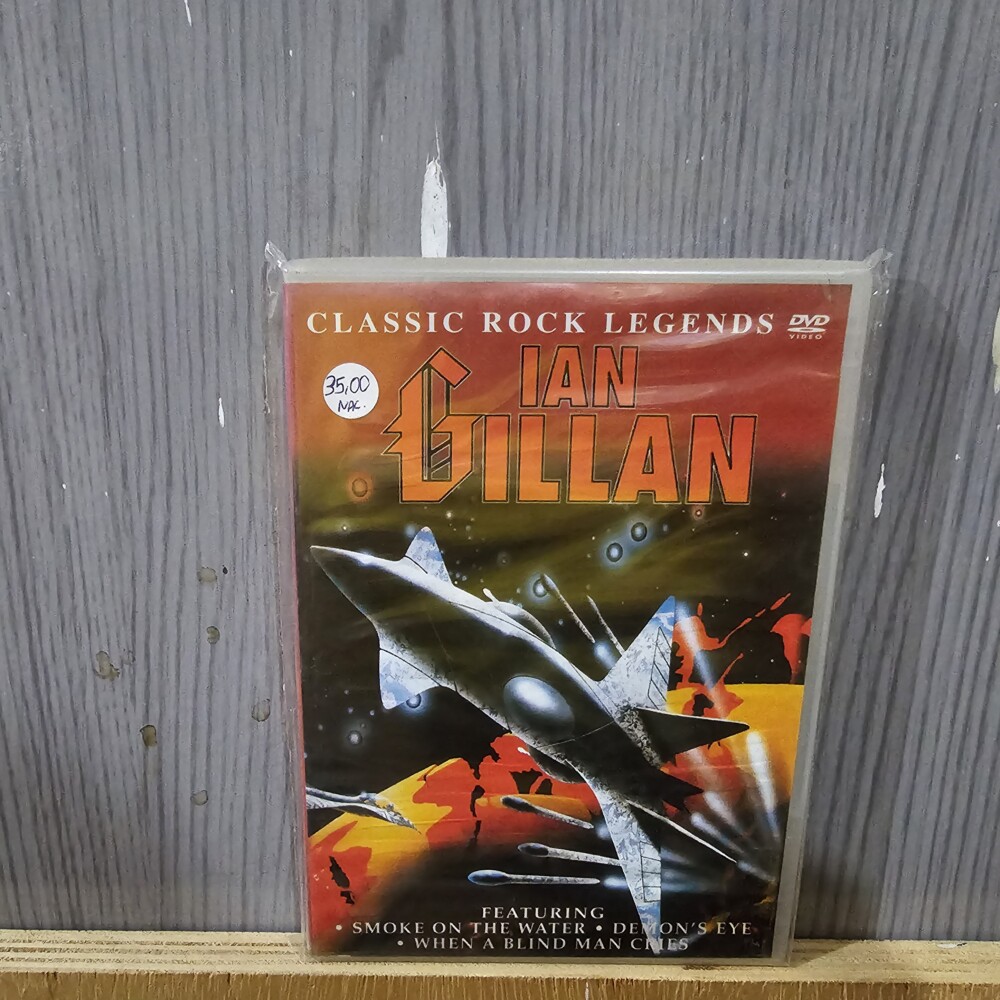 CLASSIC ROCK LEGENDS DVD
VIDEO
35,00
NAC.
IAN
GILLAN
FEATURING
• SMOKE ON THE WATER • DEMON'S EYE
• WHEN A BLIND MAN CRIES